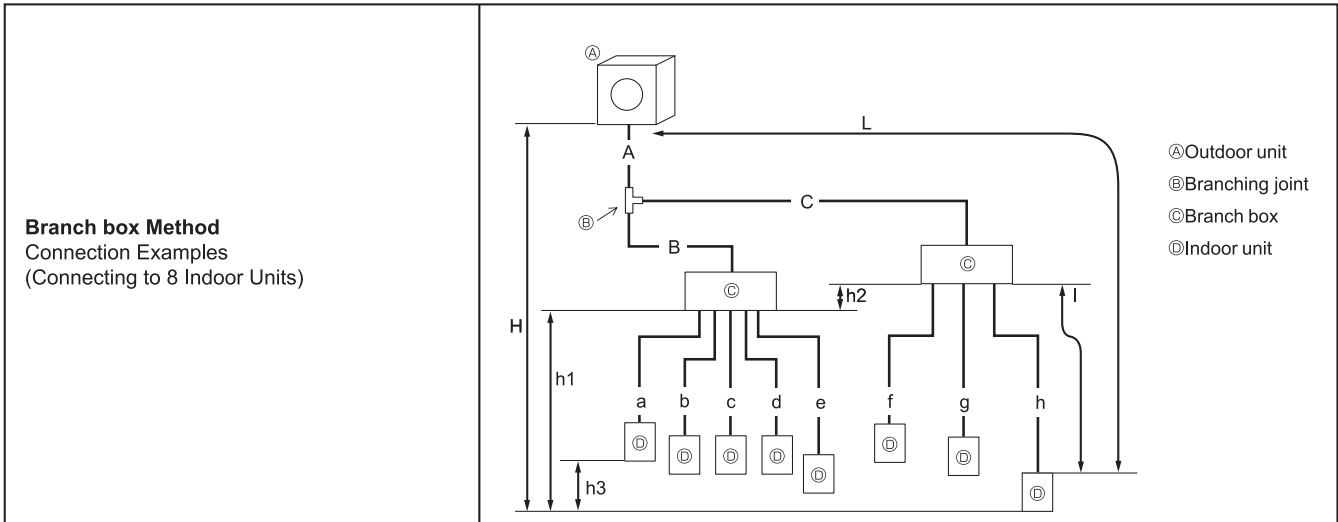 Branch box Method
Connection Examples
(Connecting to 8 Indoor Units)
Ⓐ
L
A
Ⓑ
C
B
Ⓒ
Ⓒ
h2
l
H
h1
a b c d e f g h
Ⓓ Ⓓ Ⓓ Ⓓ Ⓓ Ⓓ Ⓓ Ⓓ
h3
ⒶOutdoor unit
ⒷBranching joint
ⒸBranch box
ⒹIndoor unit